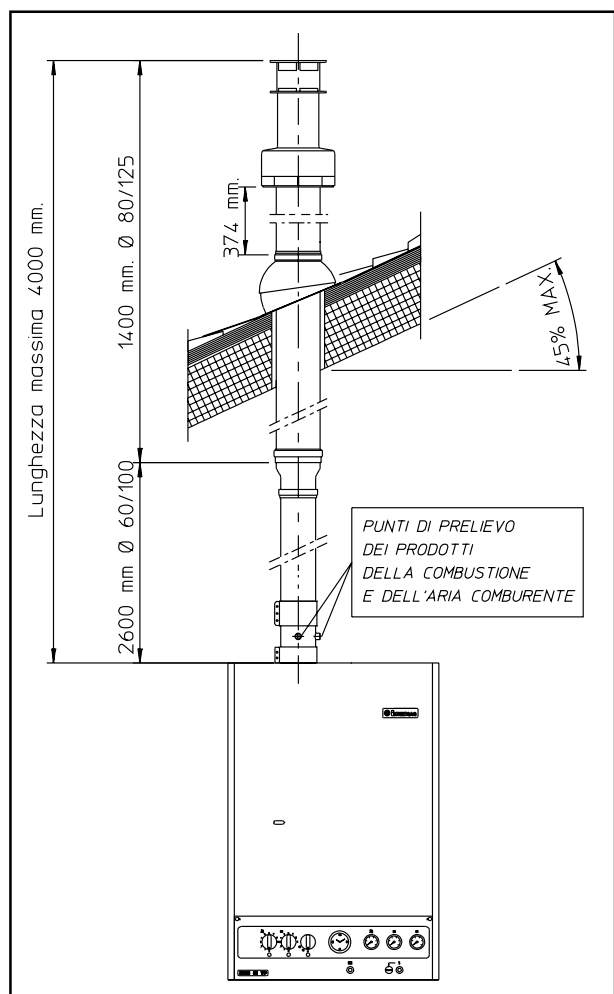 Lunghezza massima 4000 mm.
1400 mm. Ø 80/125
2600 mm Ø 60/100
374 mm.
45% MAX.
PUNTI DI PRELIEVO
DEI PRODOTTI
DELLA COMBUSTIONE
E DELL'ARIA COMBURENTE